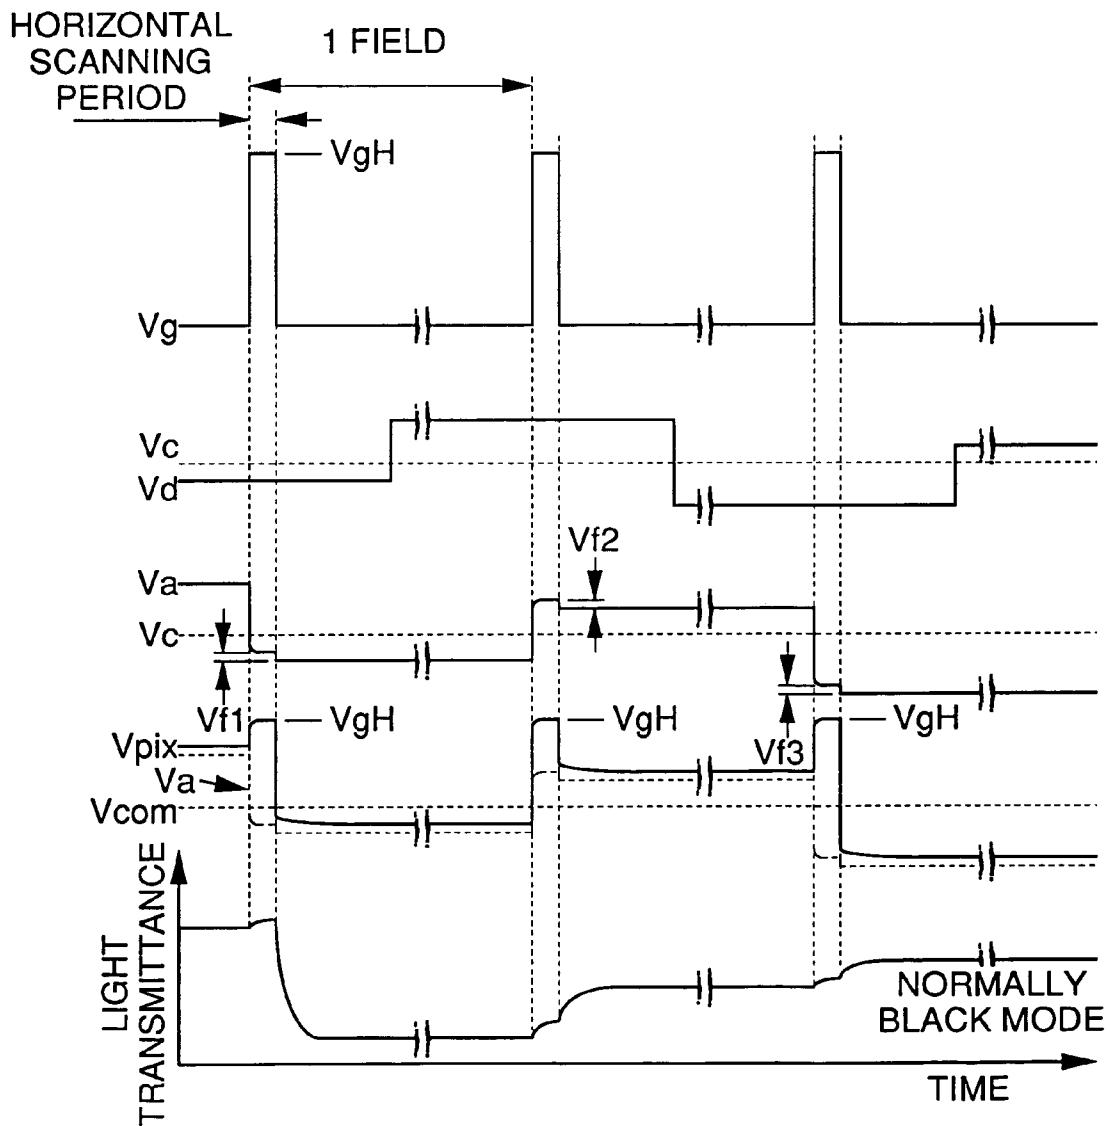 HORIZONTAL
SCANNING
PERIOD
1 FIELD
VgH
Vg
Vc
Vd
Vf2
Va
Vc
Vf1
VgH
VgH
VgH
Vpix
Vf3
Va
Vcom
LIGHT
TRANSMITTANCE
NORMALLY
BLACK MODE
TIME